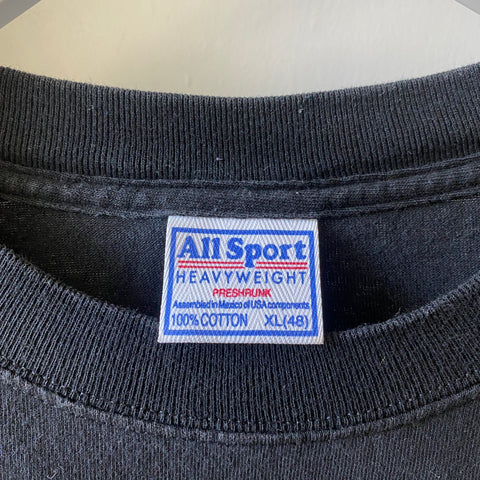 All Sport
HEAVYWEIGHT
PRESHRUNK
Assembled in Mexico of USA components
100% COTTON XL(48)